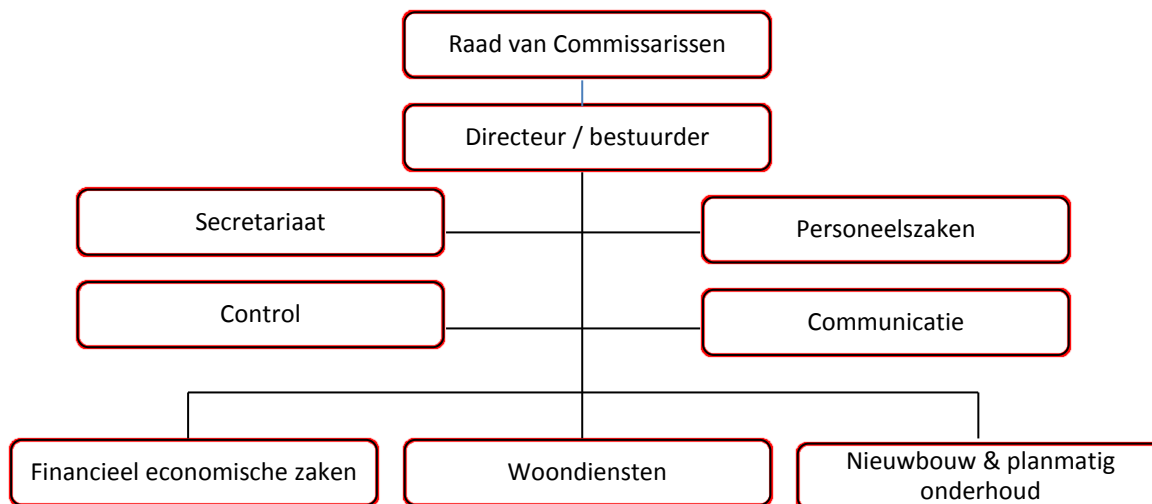 Raad van Commissarissen
Directeur / bestuurder
Secretariaat
Personeelszaken
Control
Communicatie
Financieel economische zaken
Woondiensten
Nieuwbouw & planmatig
onderhoud